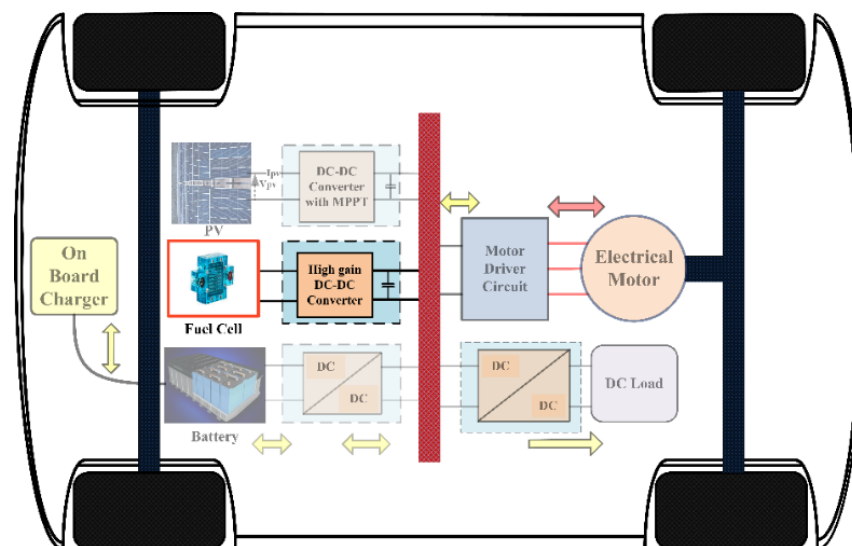 Ipv
Vpv
DC-DC
Converter
with MPPT
PV
On
Board
Charger
High gain
DC-DC
Converter
Fuel Cell
Motor
Driver
Circuit
Electrical
Motor
DC
DC
Battery
DC
DC
DC Load